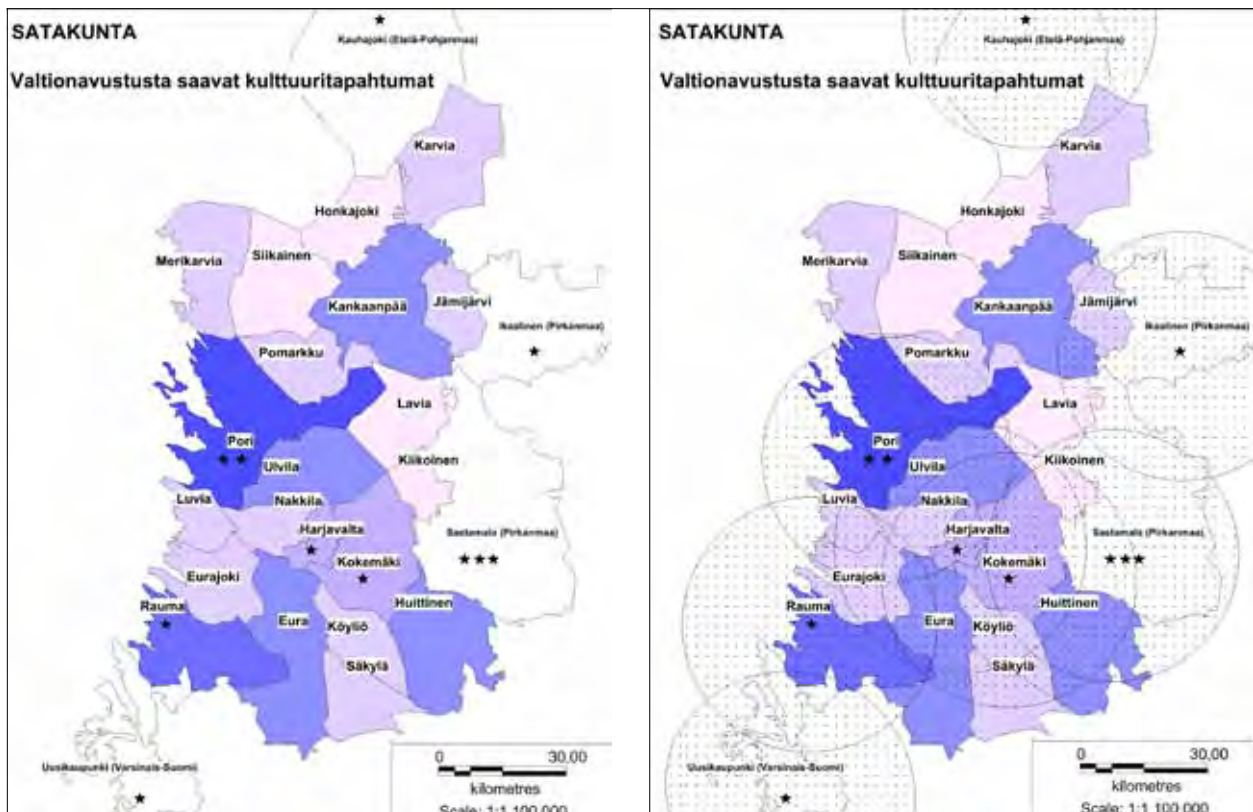 SATAKUNTA
Kauhajoki (Etelä-Pohjanmaa)
Valtionavustusta saavat kulttuuritapahtumat
Karvia
Honkajoki
Merikarvia
Siikainen
Kankaanpää
Jämijärvi
Ikaalinen (Pirkanmaa)
Pomarkku
Lavia
Pori
Ulvila
Kiikoinen
Luvia
Nakkila
Harjavalta
Sastamala (Pirkanmaa)
Kokemäki
Eurajoki
Rauma
Huittinen
Eura
Köyliö
Säkylä
Uusikaupunki (Varsinais-Suomi)
0 30,00
kilometres
Scale: 1:1 100 000
SATAKUNTA
Kauhajoki (Etelä-Pohjanmaa)
Valtionavustusta saavat kulttuuritapahtumat
Karvia
Honkajoki
Merikarvia
Siikainen
Kankaanpää
Jämijärvi
Ikaalinen (Pirkanmaa)
Pomarkku
Lavia
Pori
Ulvila
Kiikoinen
Luvia
Nakkila
Harjavalta
Sastamala (Pirkanmaa)
Kokemäki
Eurajoki
Rauma
Huittinen
Eura
Köyliö
Säkylä
Uusikaupunki (Varsinais-Suomi)
0 30,00
kilometres
Scale: 1:1 100 000